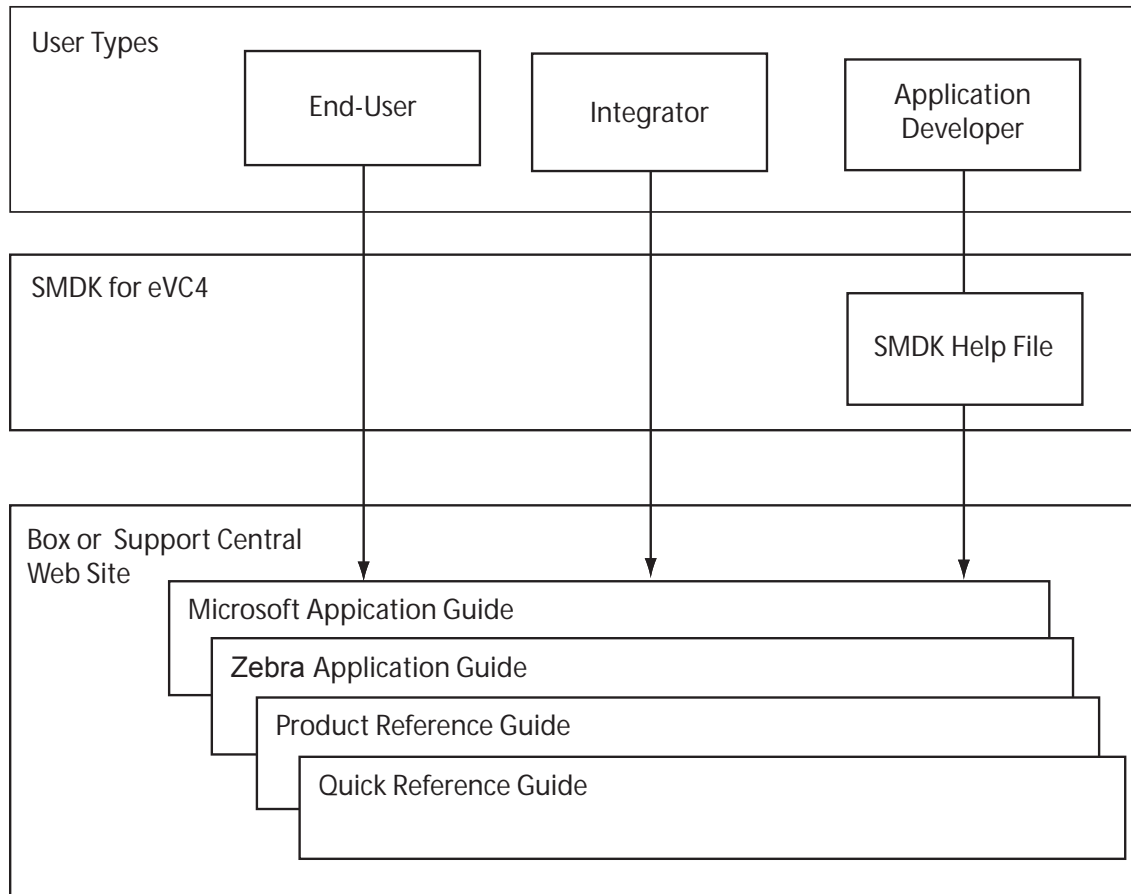 User Types
End-User
Integrator
Application
Developer
SMDK for eVC4
SMDK Help File
Box or Support Central
Web Site
Microsoft Appication Guide
Zebra Application Guide
Product Reference Guide
Quick Reference Guide